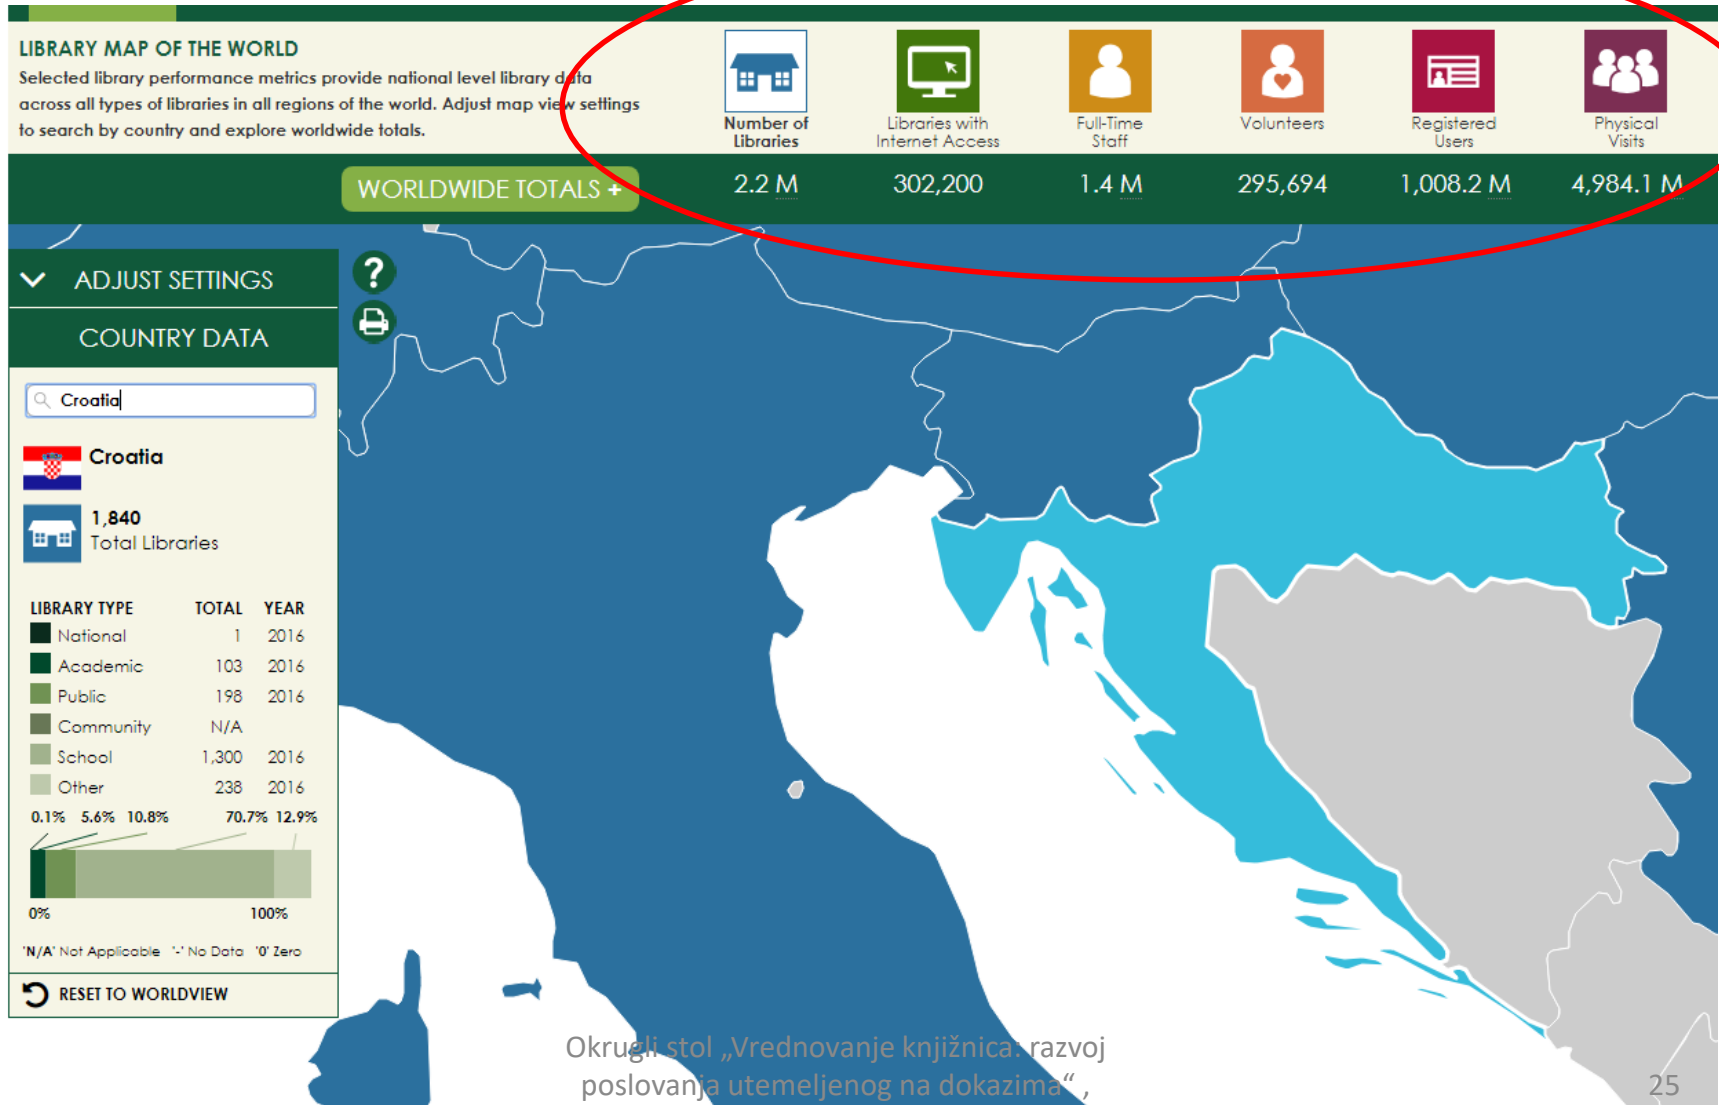 LIBRARY MAP OF THE WORLD
Selected library performance metrics provide national level library data
across all types of libraries in all regions of the world. Adjust map view settings
to search by country and explore worldwide totals.
Number of
Libraries
Libraries with
Internet Access
Full-Time
Staff
Volunteers
Registered
Users
Physical
Visits
WORLDWIDE TOTALS +
2.2 M 302,200 1.4 M 295,694 1,008.2 M 4,984.1 M
ADJUST SETTINGS
?
COUNTRY DATA
Croatia
Croatia
1,840
Total Libraries
LIBRARY TYPE TOTAL YEAR
National 1 2016
Academic 103 2016
Public 198 2016
Community N/A
School 1,300 2016
Other 238 2016
0.1% 5.6% 10.8% 70.7% 12.9%
0% 100%
'N/A' Not Applicable '-' No Data '0' Zero
RESET TO WORLDVIEW
Okrugli stol „Vrednovanje knjižnica: razvoj
poslovanja utemeljenog na dokazima“ ,
25